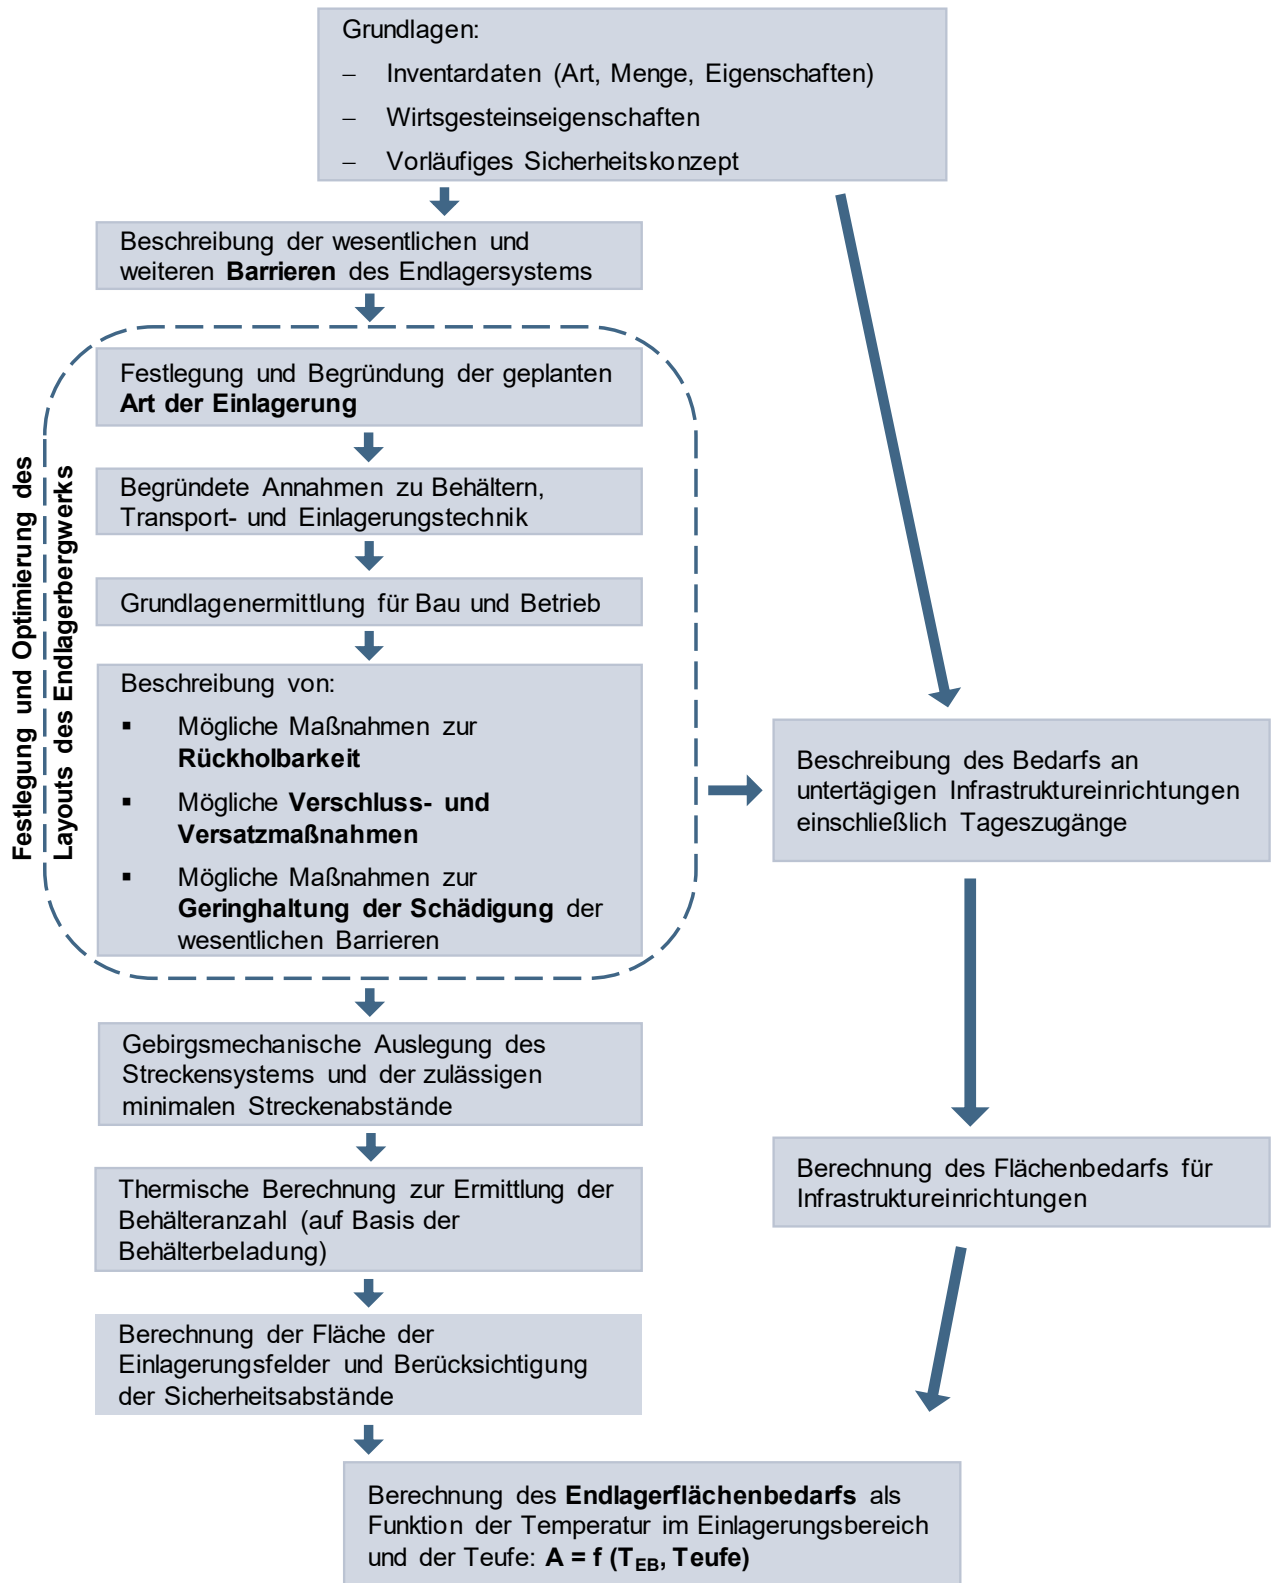 Grundlagen:
– Inventardaten (Art, Menge, Eigenschaften)
– Wirtsgesteinseigenschaften
– Vorläufiges Sicherheitskonzept
Beschreibung der wesentlichen und
weiteren Barrieren des Endlagersystems
Festlegung und Optimierung des
Layouts des Endlagerbergwerks
Festlegung und Begründung der geplanten
Art der Einlagerung
Begründete Annahmen zu Behältern,
Transport- und Einlagerungstechnik
Grundlagenermittlung für Bau und Betrieb
Beschreibung von:
▪ Mögliche Maßnahmen zur
Rückholbarkeit
▪ Mögliche Verschluss- und
Versatzmaßnahmen
▪ Mögliche Maßnahmen zur
Geringhaltung der Schädigung der
wesentlichen Barrieren
Beschreibung des Bedarfs an
untertägigen Infrastruktureinrichtungen
einschließlich Tageszugänge
Gebirgsmechanische Auslegung des
Streckensystems und der zulässigen
minimalen Streckenabstände
Thermische Berechnung zur Ermittlung der
Behälteranzahl (auf Basis der
Behälterbeladung)
Berechnung des Flächenbedarfs für
Infrastruktureinrichtungen
Berechnung der Fläche der
Einlagerungsfelder und Berücksichtigung
der Sicherheitsabstände
Berechnung des Endlagerflächenbedarfs als
Funktion der Temperatur im Einlagerungsbereich
und der Teufe: A = f (T_EB, Teufe)